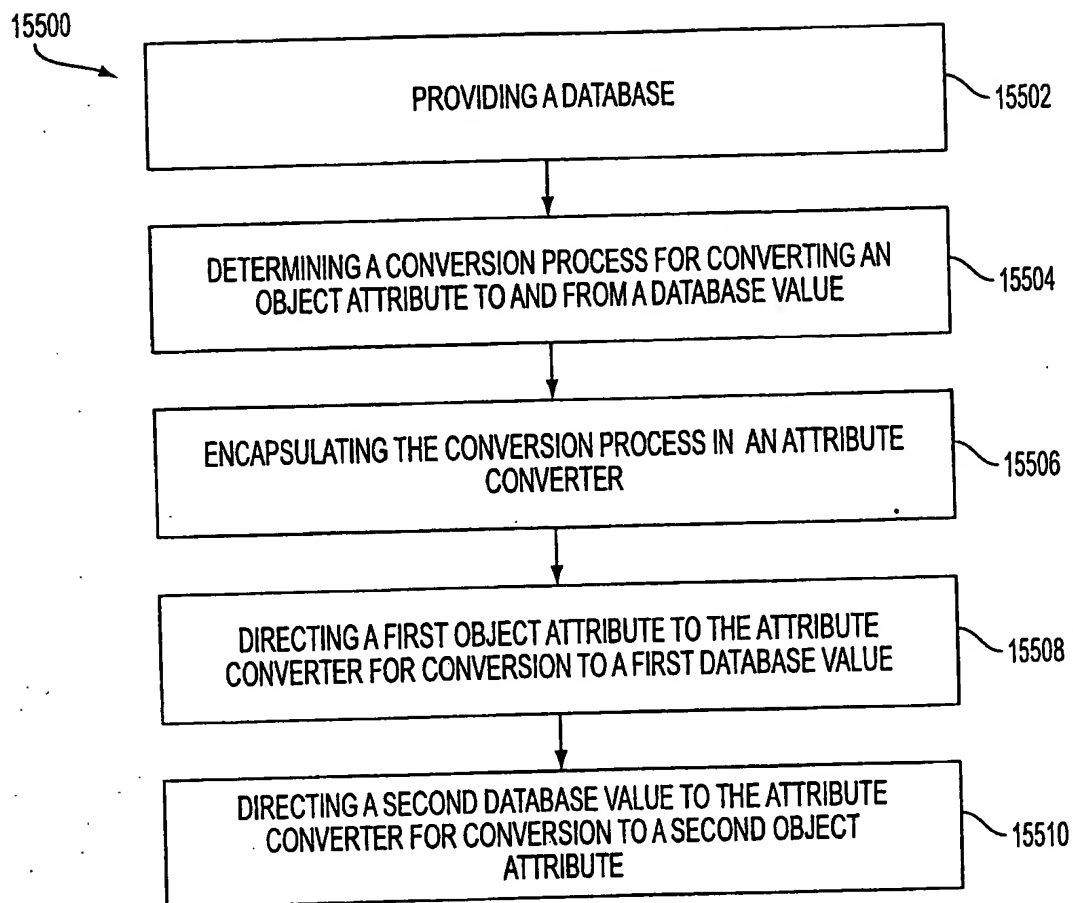 15500
PROVIDING A DATABASE
15502
DETERMINING A CONVERSION PROCESS FOR CONVERTING AN
OBJECT ATTRIBUTE TO AND FROM A DATABASE VALUE
15504
ENCAPSULATING THE CONVERSION PROCESS IN AN ATTRIBUTE
CONVERTER
15506
DIRECTING A FIRST OBJECT ATTRIBUTE TO THE ATTRIBUTE
CONVERTER FOR CONVERSION TO A FIRST DATABASE VALUE
15508
DIRECTING A SECOND DATABASE VALUE TO THE ATTRIBUTE
CONVERTER FOR CONVERSION TO A SECOND OBJECT
ATTRIBUTE
15510